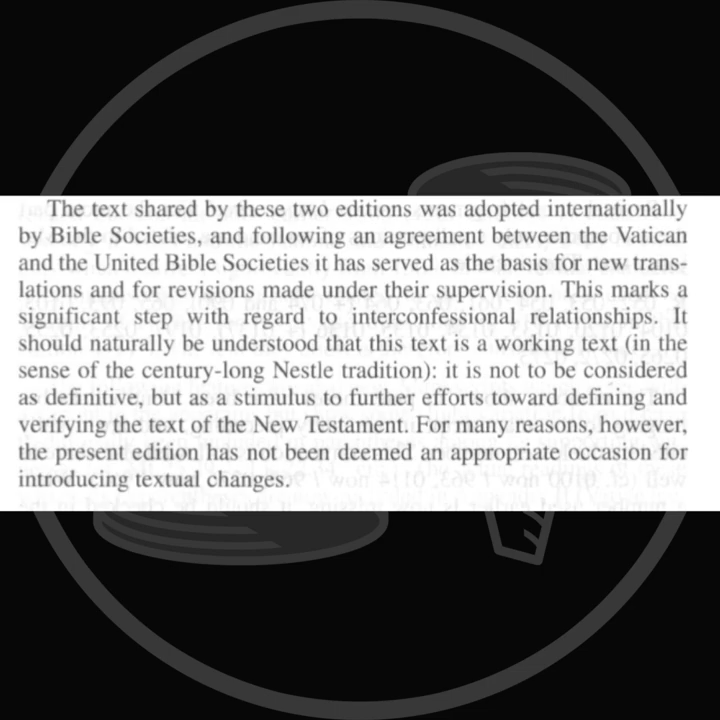 The text shared by these two editions was adopted internationally
by Bible Societies, and following an agreement between the Vatican
and the United Bible Societies it has served as the basis for new trans-
lations and for revisions made under their supervision. This marks a
significant step with regard to interconfessional relationships. It
should naturally be understood that this text is a working text (in the
sense of the century-long Nestle tradition): it is not to be considered
as definitive, but as a stimulus to further efforts toward defining and
verifying the text of the New Testament. For many reasons, however,
the present edition has not been deemed an appropriate occasion for
introducing textual changes.